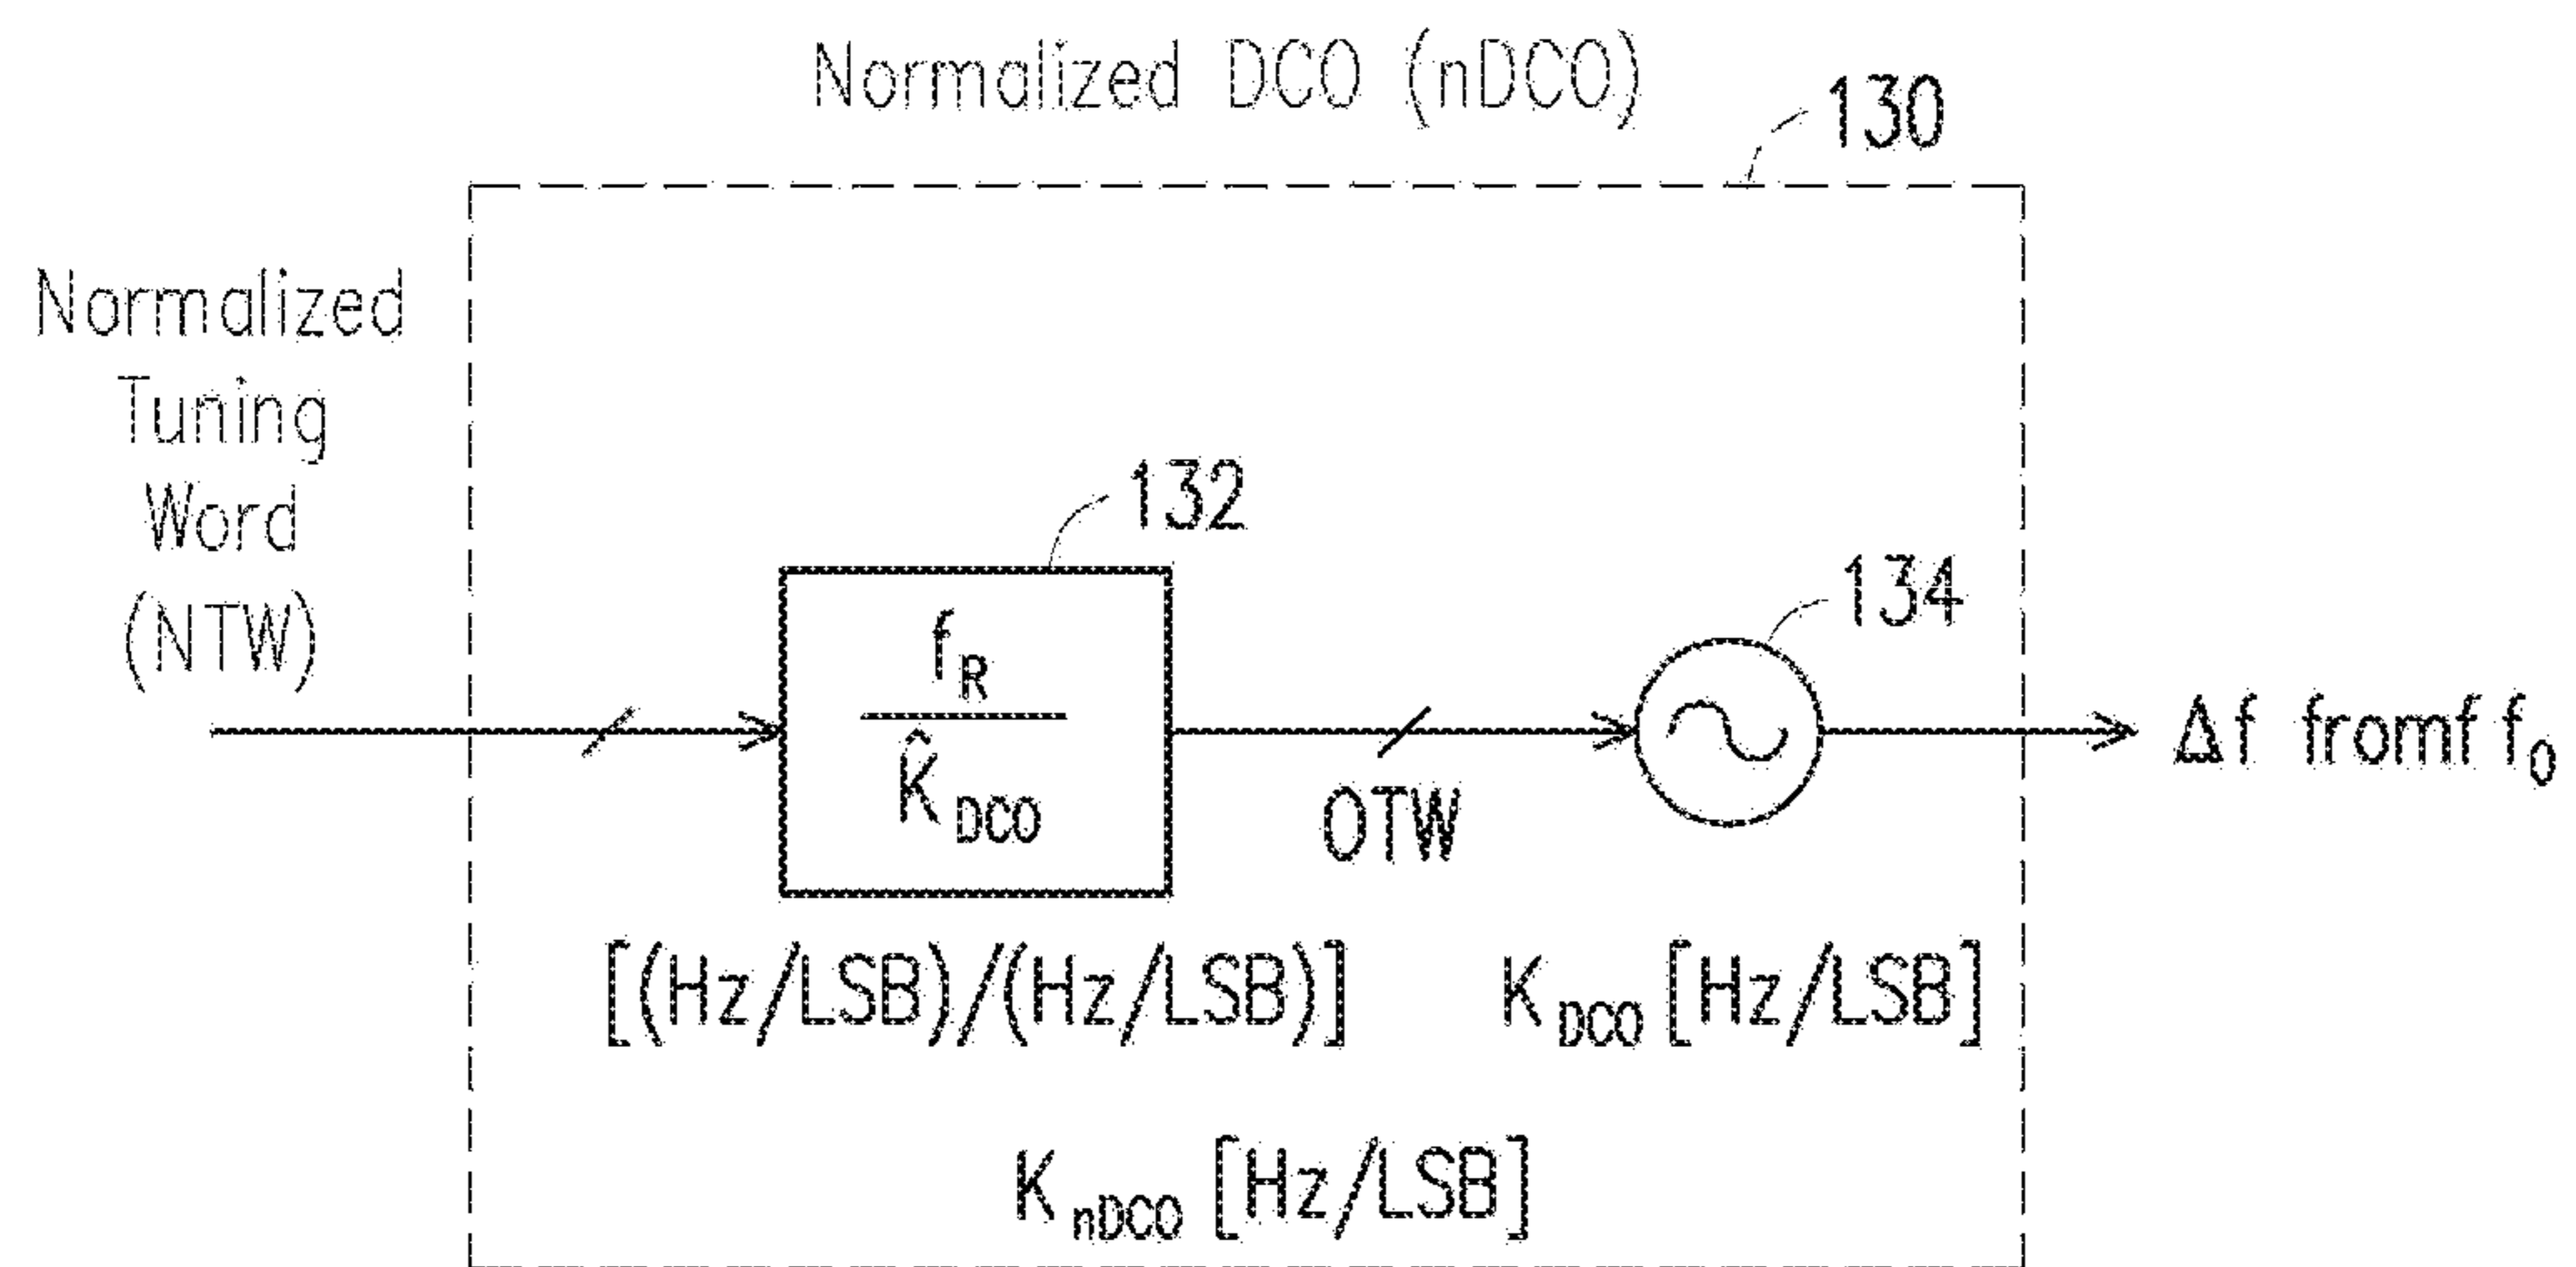 Normalized DCO (nDCO)
130
Normalized
Tuning
Word
(NTW)
132
f_R
K̂_DCO
134
OTW
Δf fromf f_0
[(Hz/LSB)/(Hz/LSB)]
K_DCO [Hz/LSB]
K_nDCO [Hz/LSB]